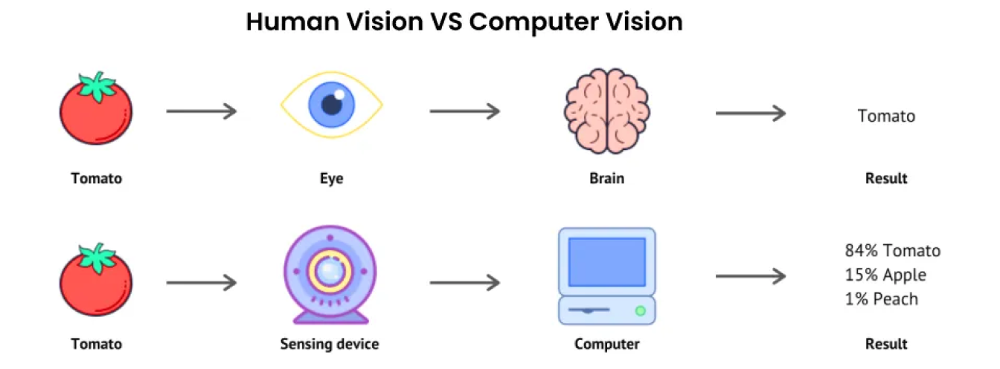 Human Vision VS Computer Vision
Tomato
Tomato
Eye
Brain
Result
84% Tomato
15% Apple
1% Peach
Tomato
Sensing device
Computer
Result